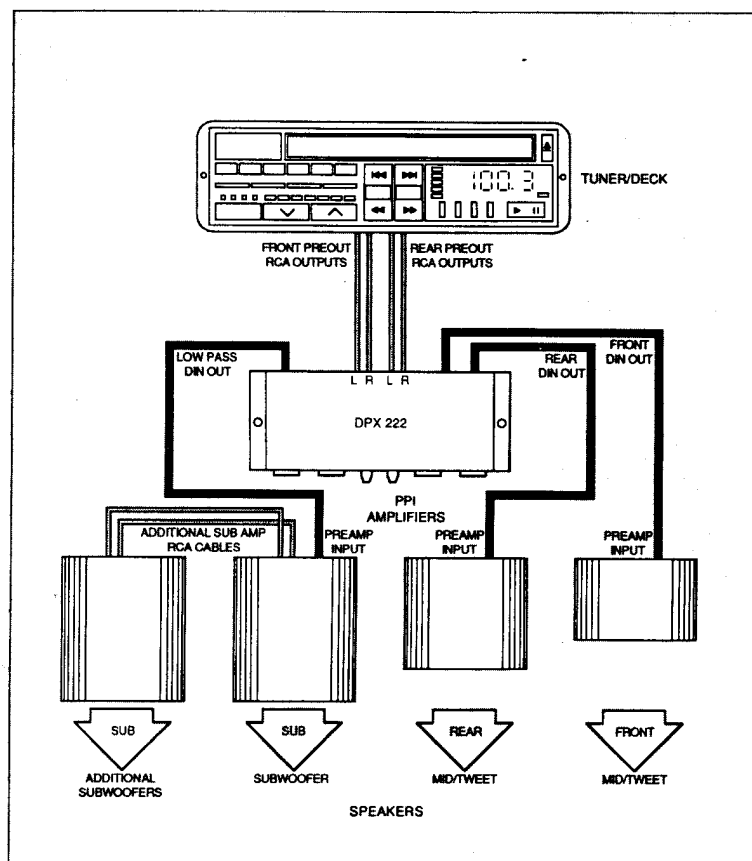 100.3
TUNER/DECK
FRONT PREOUT
RCA OUTPUTS
REAR PREOUT
RCA OUTPUTS
LOW PASS
DIN OUT
FRONT
DIN OUT
REAR
DIN OUT
L R L R
DPX 222
PPI
AMPLIFIERS
ADDITIONAL SUB AMP
RCA CABLES
PREAMP
INPUT
PREAMP
INPUT
PREAMP
INPUT
SUB
SUB
REAR
FRONT
ADDITIONAL
SUBWOOFERS
SUBWOOFER
MID/TWEET
MID/TWEET
SPEAKERS